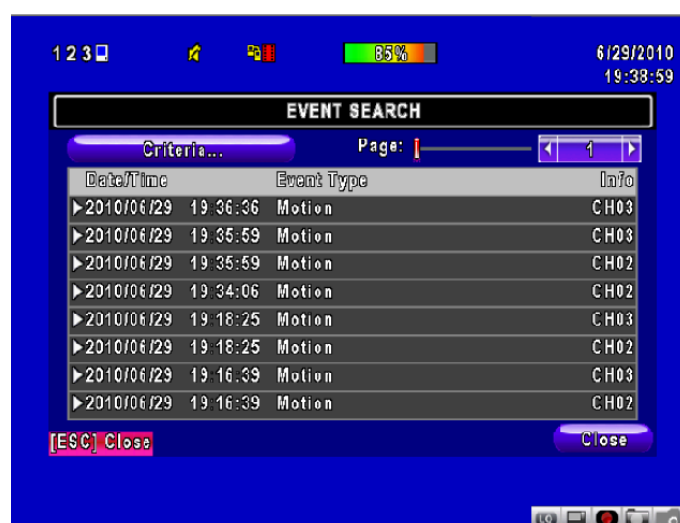 1 2 3 85% 6/29/2010
19:38:59
EVENT SEARCH
Criteria... Page: 1
Date/Time Event Type Info
2010/06/29 19:36:36 Motion CH03
2010/06/29 19:35:59 Motion CH03
2010/06/29 19:35:59 Motion CH02
2010/06/29 19:34:06 Motion CH02
2010/06/29 19:18:25 Motion CH03
2010/06/29 19:18:25 Motion CH02
2010/06/29 19:16:39 Motion CH03
2010/06/29 19:16:39 Motion CH02
[ESC] Close Close